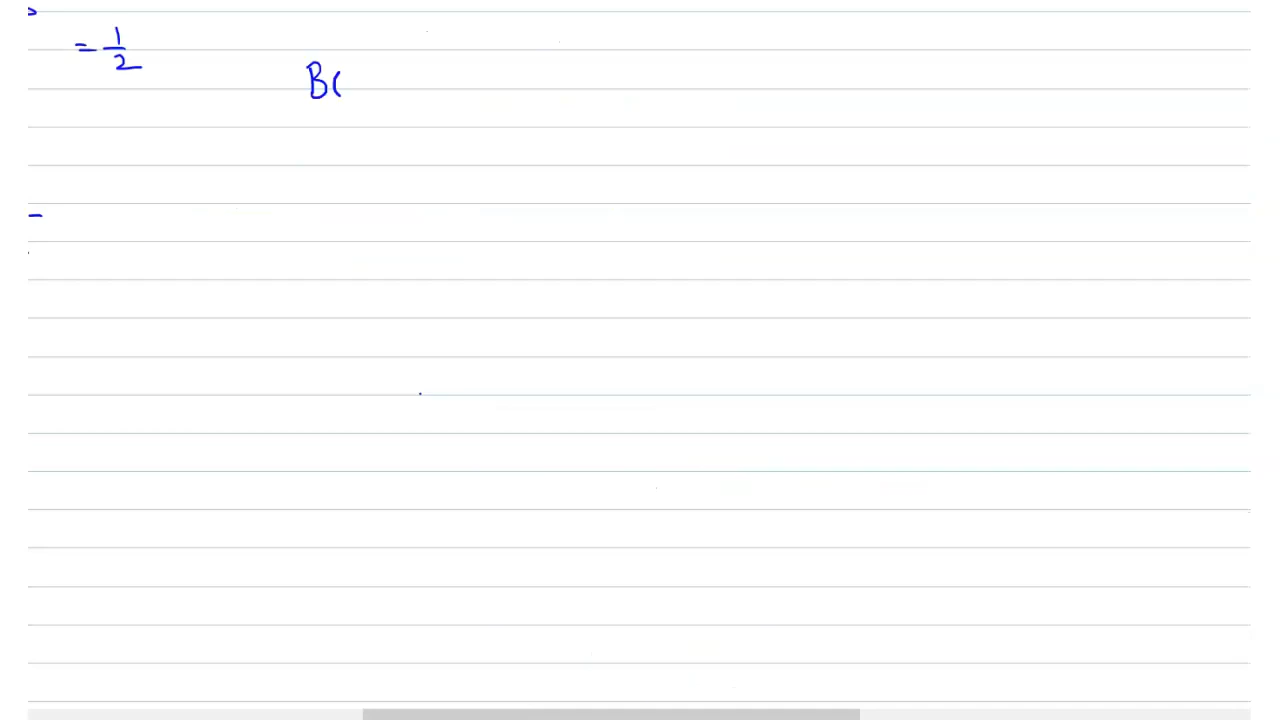 = 1/2
B(